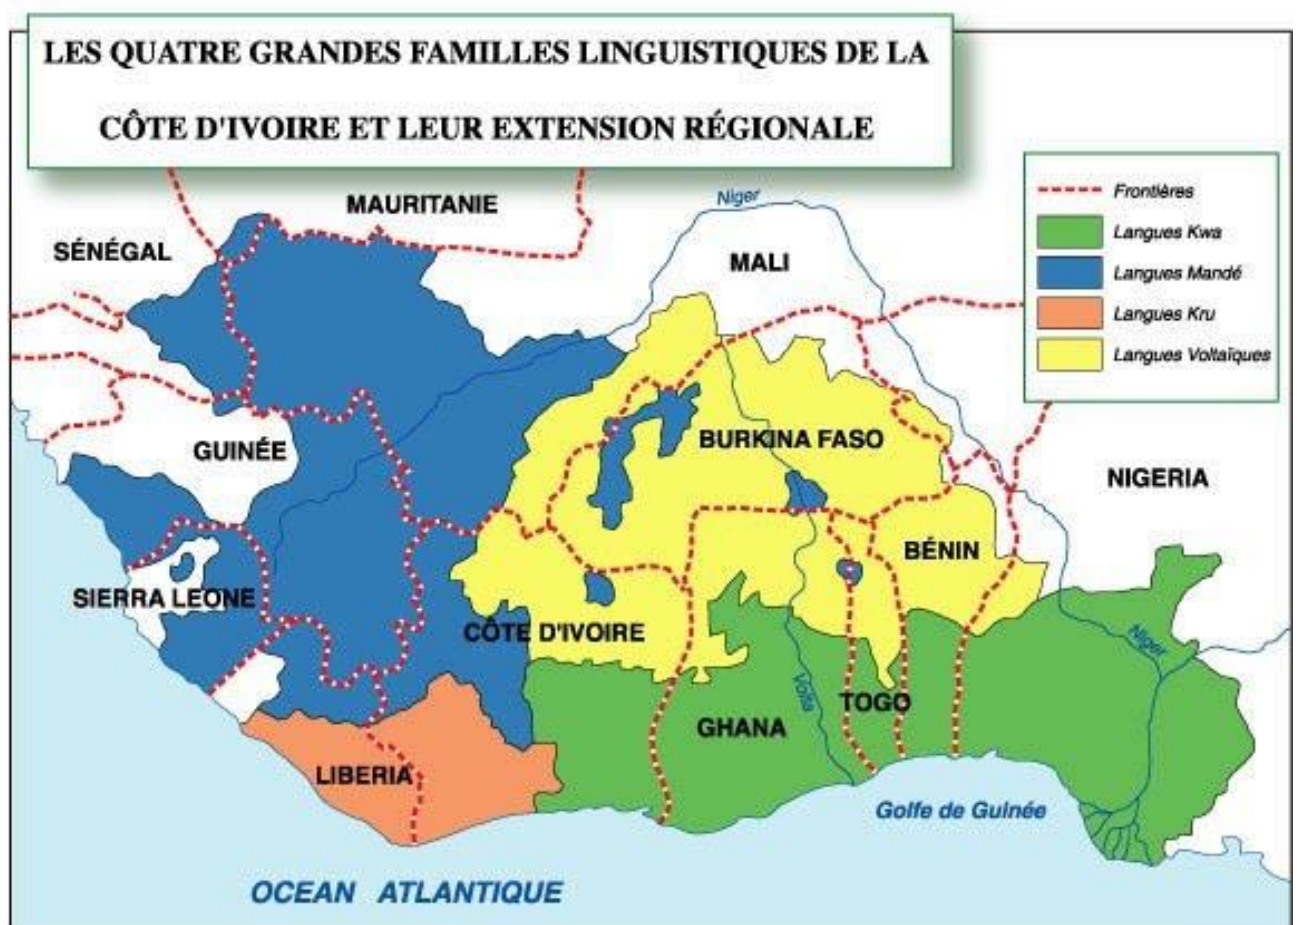 LES QUATRE GRANDES FAMILLES LINGUISTIQUES DE LA
CÔTE D'IVOIRE ET LEUR EXTENSION RÉGIONALE
Frontières
Langues Kwa
Langues Mandé
Langues Kru
Langues Voltaïques
Niger
MAURITANIE
SÉNÉGAL
MALI
GUINÉE
BURKINA FASO
NIGERIA
BÉNIN
SIERRA LEONE
CÔTE D'IVOIRE
Niger
Volta
TOGO
GHANA
LIBERIA
Golfe de Guinée
OCEAN ATLANTIQUE